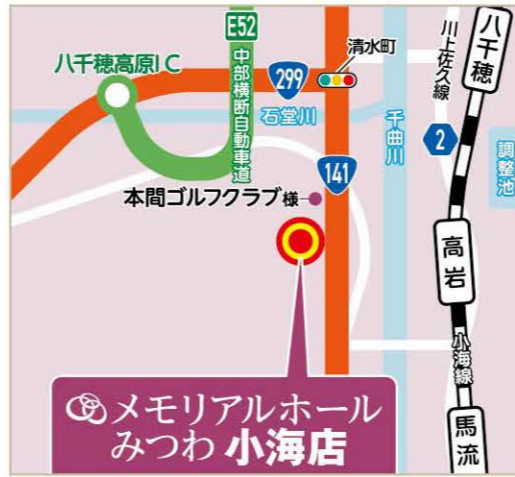 E52
中部横断自動車道
八千穂高原IC
299
清水町
石堂川
141
千曲川
川上佐久線
2
八千穂
調整池
本間ゴルフクラブ様
高岩
小海線
馬流
メモリアルホール
みつわ 小海店